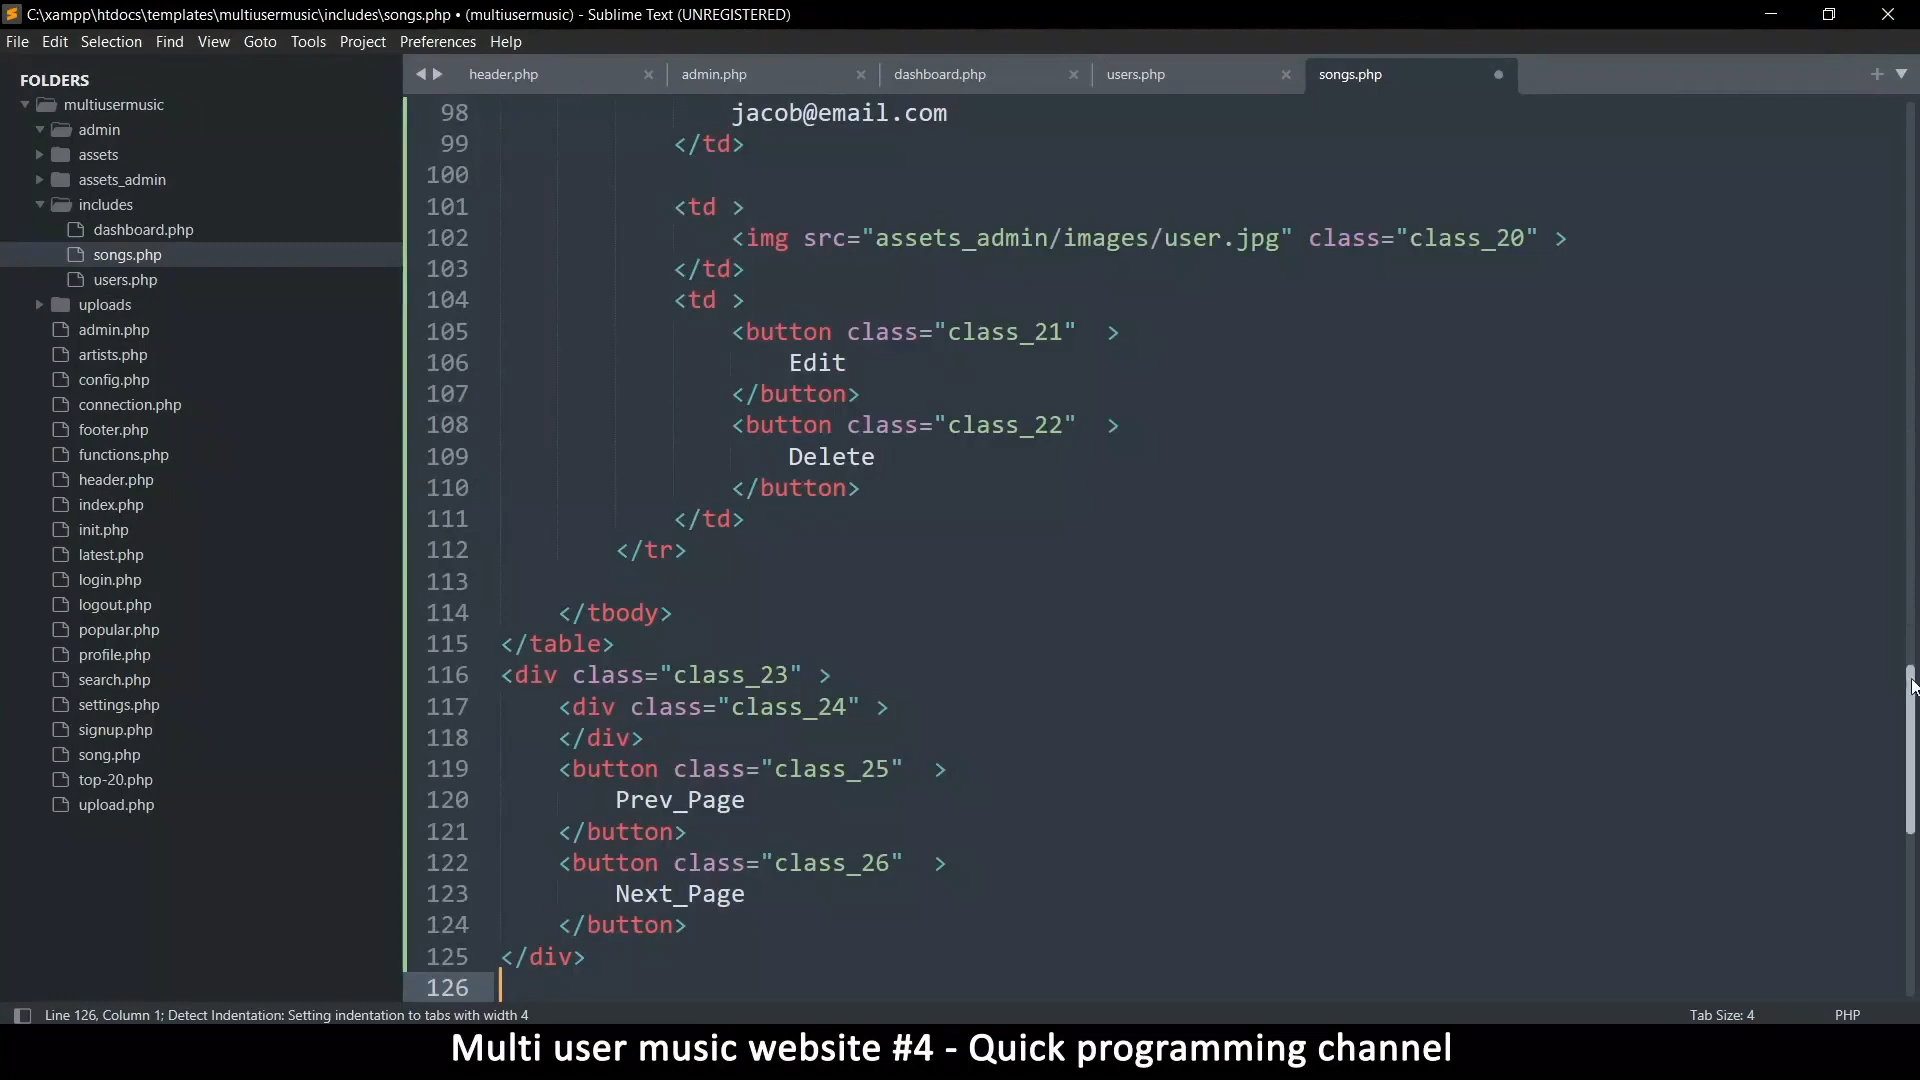 C:\xampp\htdocs\templates\multiusermusic\includes\songs.php • (multiusermusic) - Sublime Text (UNREGISTERED)
File Edit Selection Find View Goto Tools Project Preferences Help
FOLDERS
multiusermusic
admin
assets
assets_admin
includes
dashboard.php
songs.php
users.php
uploads
admin.php
artists.php
config.php
connection.php
footer.php
functions.php
header.php
index.php
init.php
latest.php
login.php
logout.php
popular.php
profile.php
search.php
settings.php
signup.php
song.php
top-20.php
upload.php
header.php admin.php dashboard.php users.php songs.php
98 jacob@email.com
99 </td>
100
101 <td >
102 <img src="assets_admin/images/user.jpg" class="class_20" >
103 </td>
104 <td >
105 <button class="class_21"  >
106 Edit
107 </button>
108 <button class="class_22"  >
109 Delete
110 </button>
111 </td>
112 </tr>
113
114 </tbody>
115 </table>
116 <div class="class_23" >
117 <div class="class_24" >
118 </div>
119 <button class="class_25"  >
120 Prev_Page
121 </button>
122 <button class="class_26"  >
123 Next_Page
124 </button>
125 </div>
126
Line 126, Column 1; Detect Indentation: Setting indentation to tabs with width 4 Tab Size: 4 PHP
Multi user music website #4 - Quick programming channel